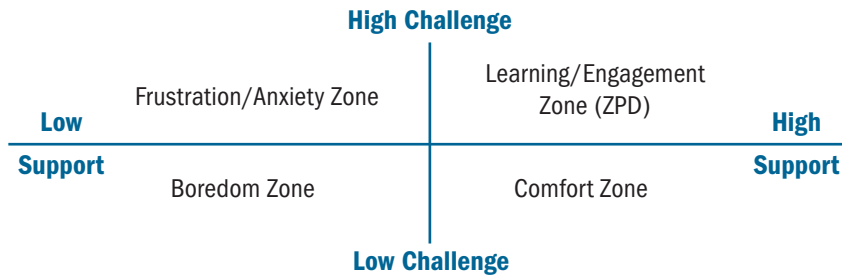 High Challenge
Frustration/Anxiety Zone
Learning/Engagement
Zone (ZPD)
Low
Support
High
Support
Boredom Zone
Comfort Zone
Low Challenge